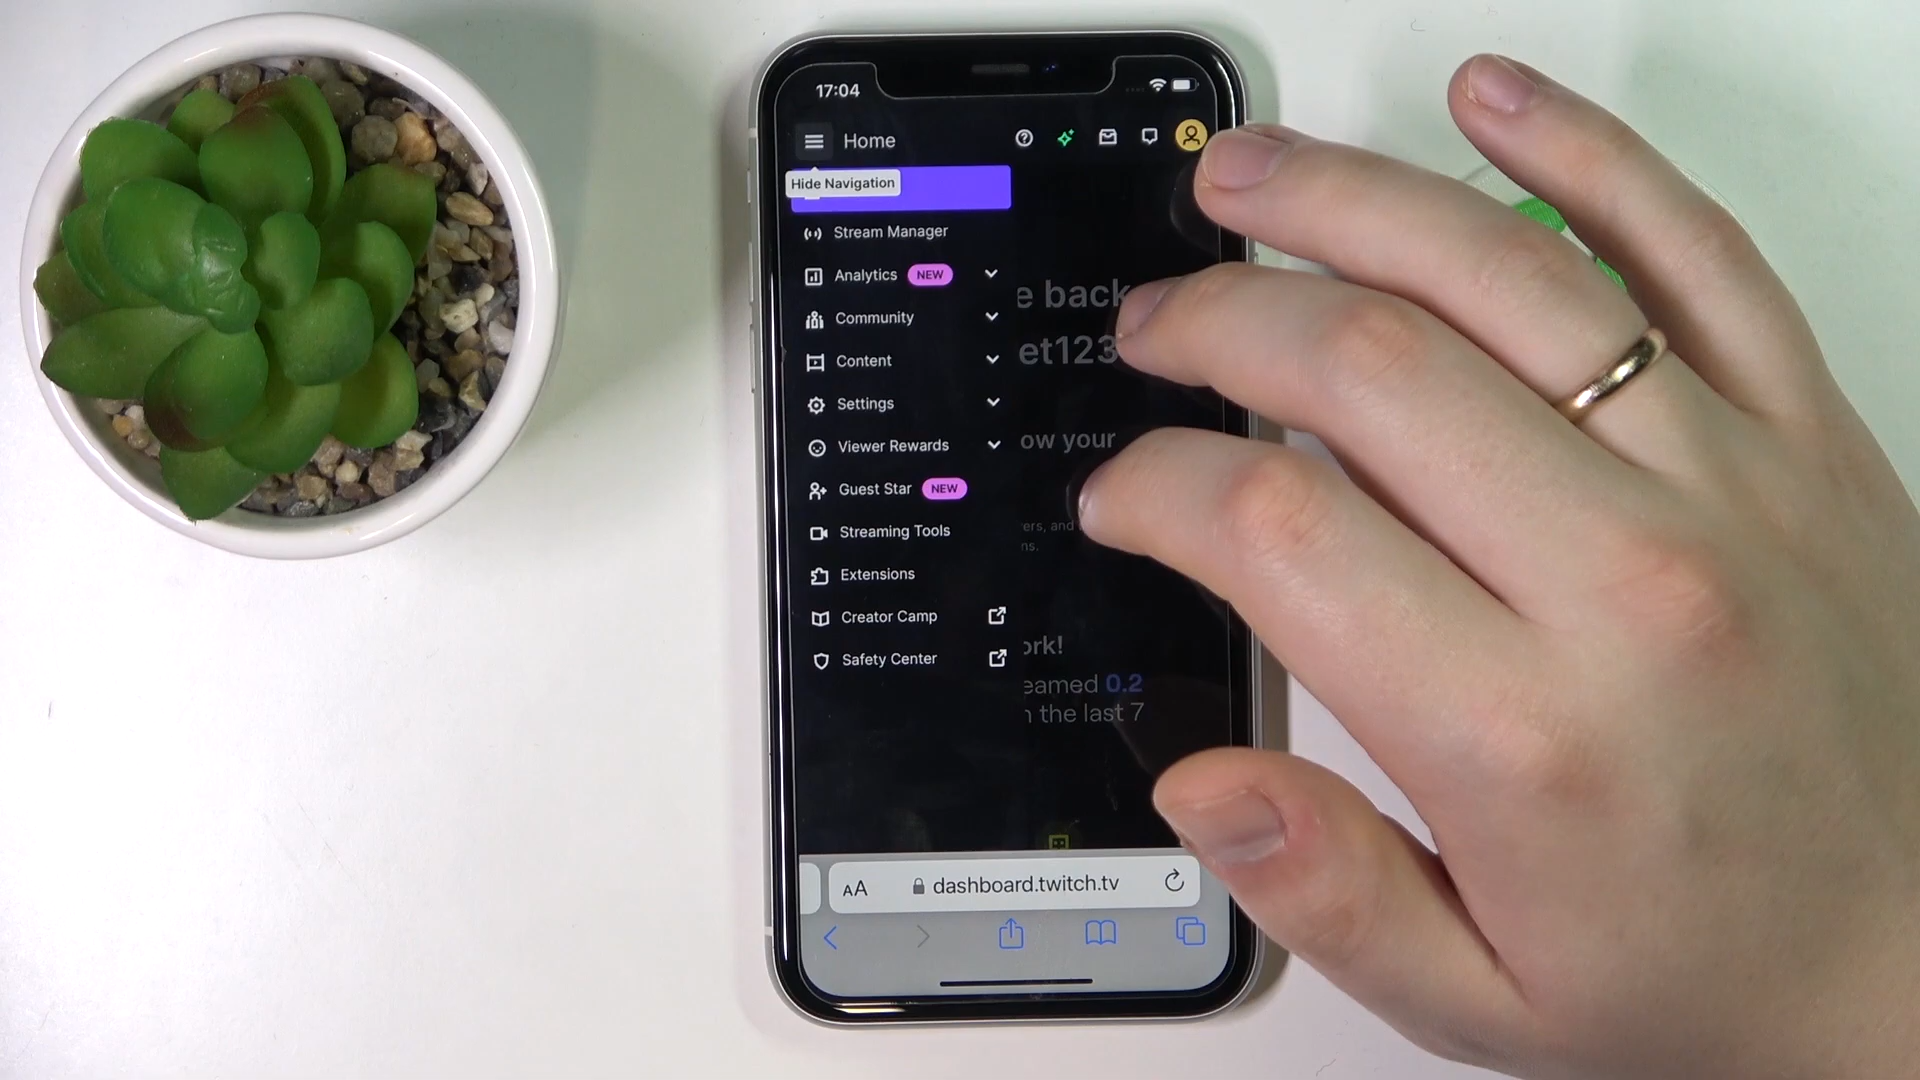 17:04
Home
Hide Navigation
Stream Manager
Analytics NEW
e back
Community
et123
Content
Settings
Viewer Rewards
ow your
Guest Star NEW
ers, and
ns.
Streaming Tools
Extensions
Creator Camp
ork!
Safety Center
eamed 0.2
n the last 7
AA dashboard.twitch.tv